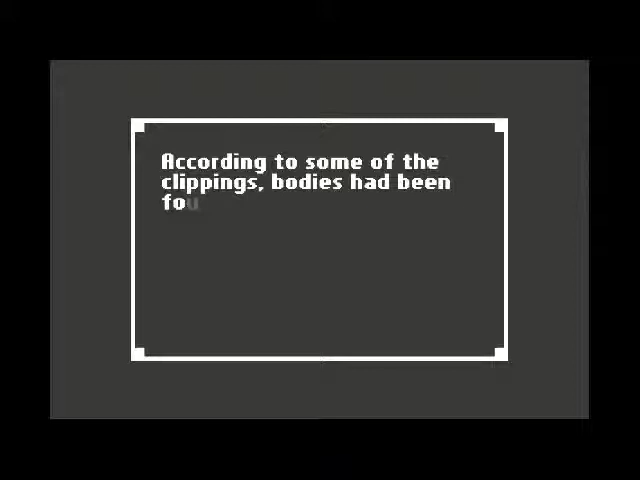 According to some of the
clippings, bodies had been
fou